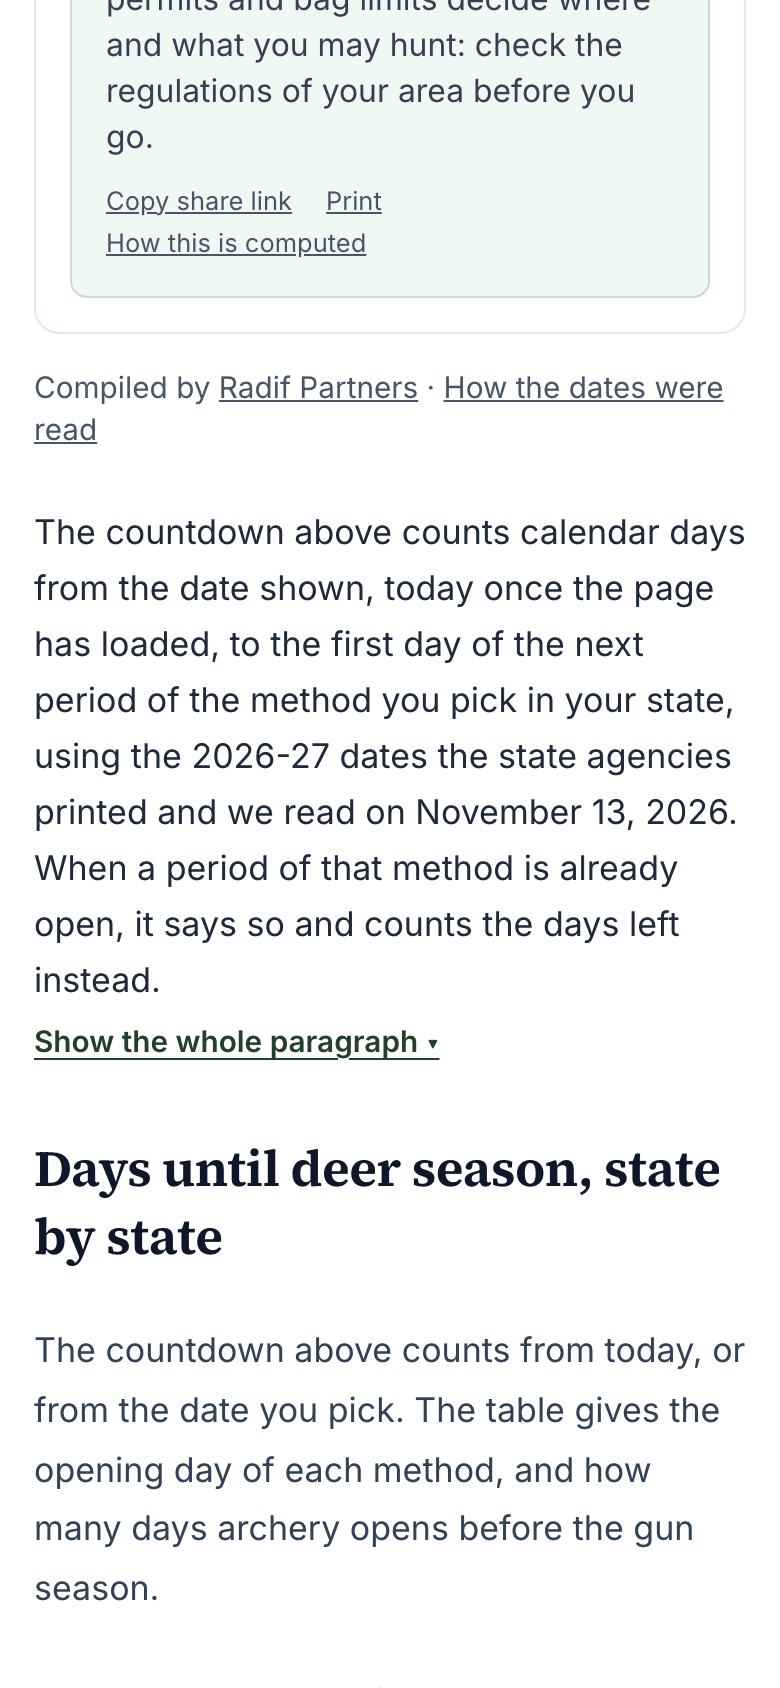 permits and bag limits decide where
and what you may hunt: check the
regulations of your area before you
go.
Copy share link Print
How this is computed
Compiled by Radif Partners · How the dates were
read
The countdown above counts calendar days
from the date shown, today once the page
has loaded, to the first day of the next
period of the method you pick in your state,
using the 2026-27 dates the state agencies
printed and we read on November 13, 2026.
When a period of that method is already
open, it says so and counts the days left
instead.
Show the whole paragraph ▾
Days until deer season, state
by state
The countdown above counts from today, or
from the date you pick. The table gives the
opening day of each method, and how
many days archery opens before the gun
season.